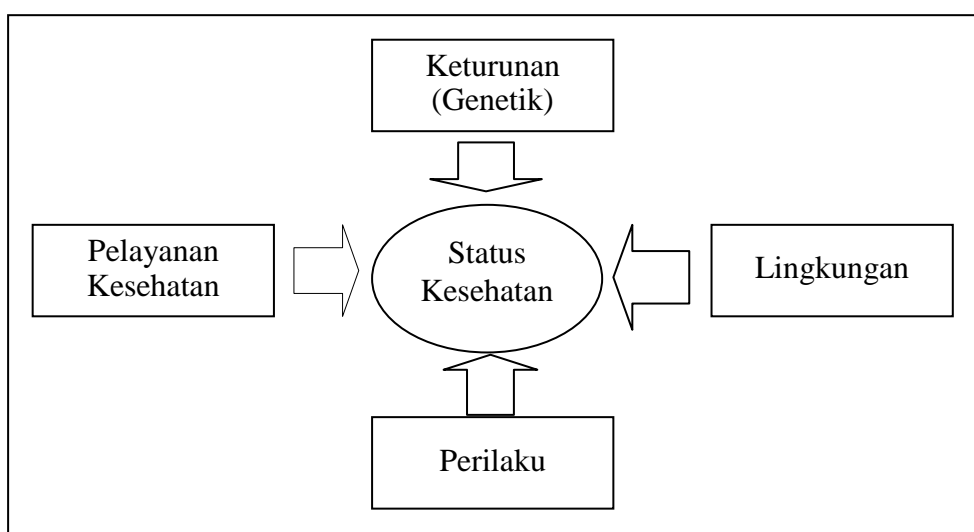 Keturunan
(Genetik)
Pelayanan
Kesehatan
Status
Kesehatan
Lingkungan
Perilaku